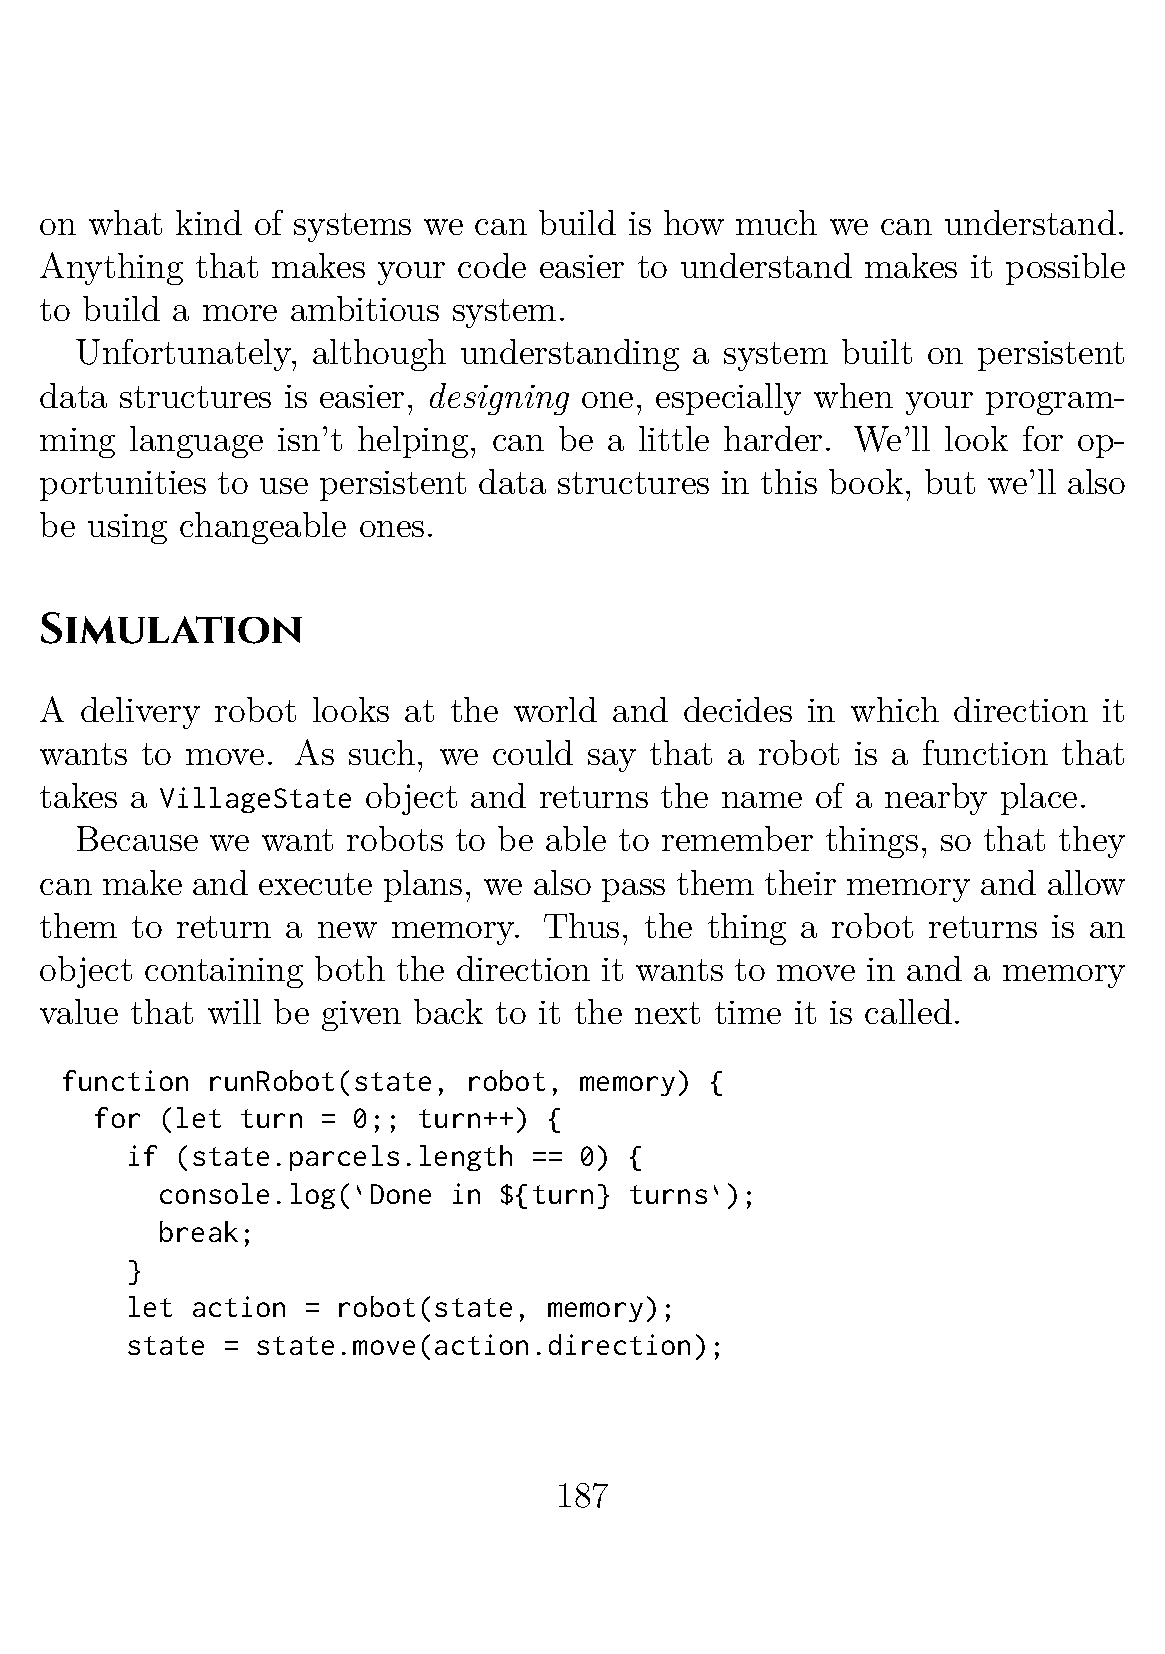 on what kind of systems we can build is how much we can understand.
Anything that makes your code easier to understand makes it possible
to build a more ambitious system.
Unfortunately, although understanding a system built on persistent
data structures is easier, designing one, especially when your program-
ming language isn't helping, can be a little harder. We'll look for op-
portunities to use persistent data structures in this book, but we'll also
be using changeable ones.
Simulation
A delivery robot looks at the world and decides in which direction it
wants to move. As such, we could say that a robot is a function that
takes a VillageState object and returns the name of a nearby place.
Because we want robots to be able to remember things, so that they
can make and execute plans, we also pass them their memory and allow
them to return a new memory. Thus, the thing a robot returns is an
object containing both the direction it wants to move in and a memory
value that will be given back to it the next time it is called.
function runRobot(state, robot, memory) {
  for (let turn = 0;; turn++) {
    if (state.parcels.length == 0) {
      console.log(`Done in ${turn} turns`);
      break;
    }
    let action = robot(state, memory);
    state = state.move(action.direction);
187